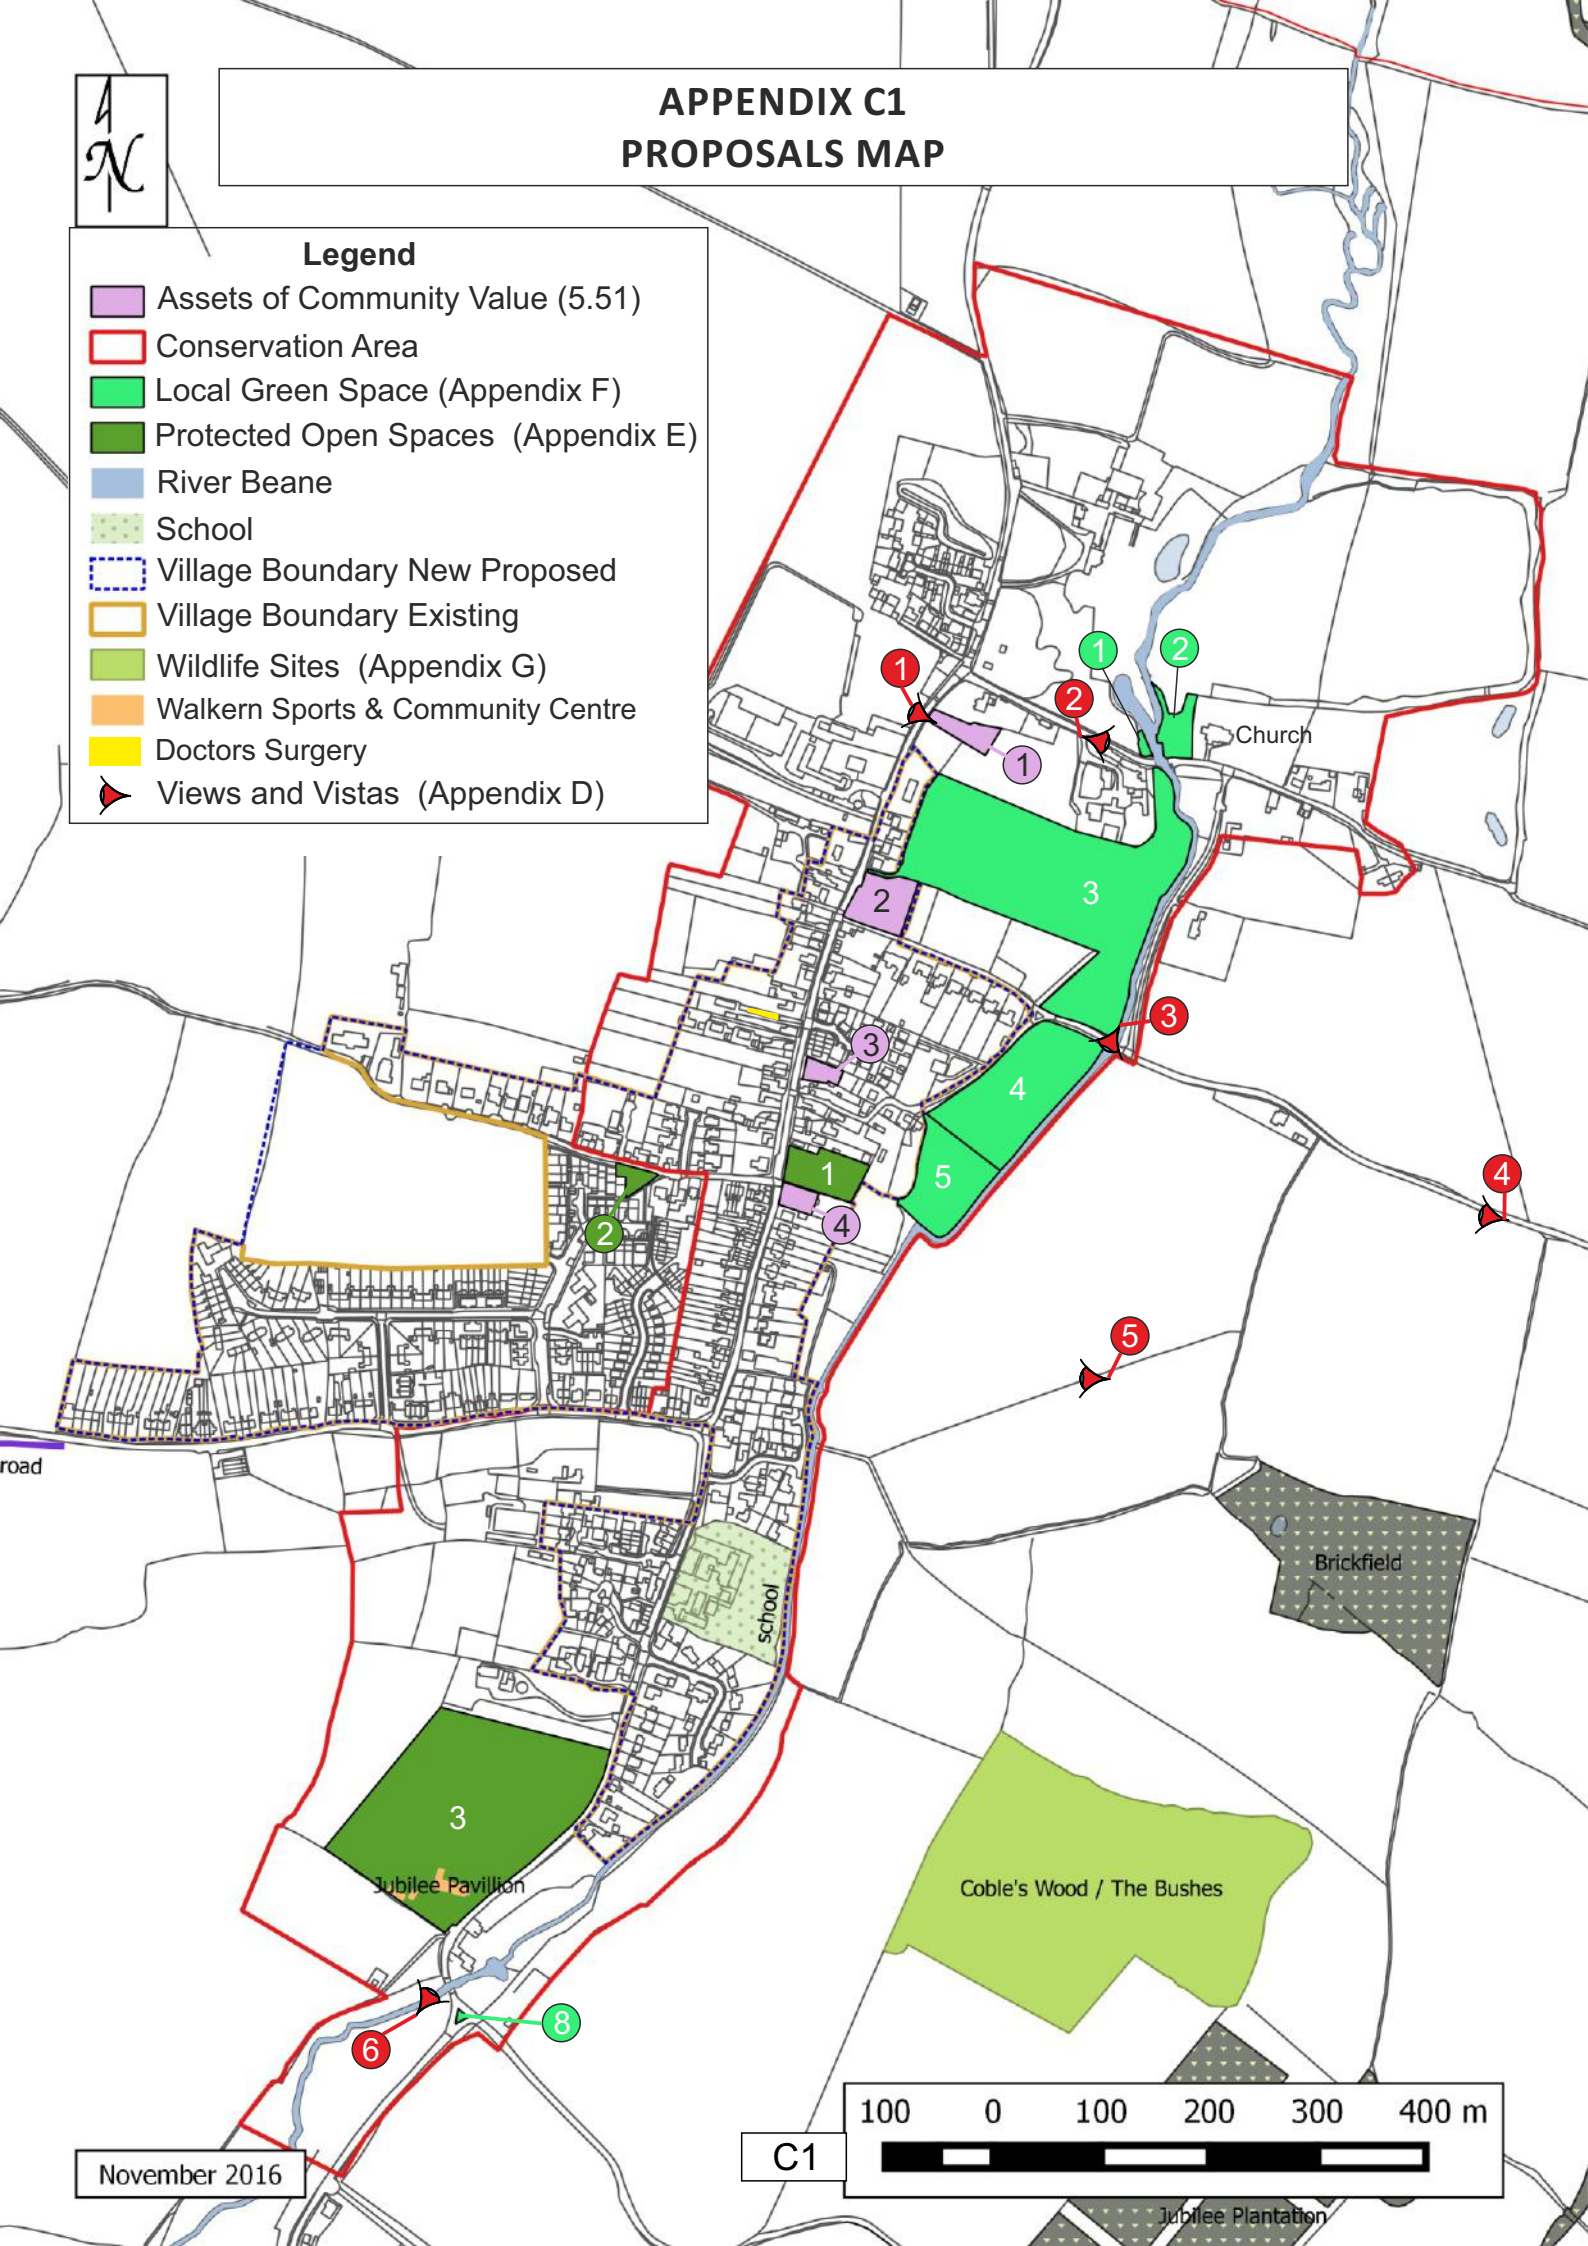 APPENDIX C1
PROPOSALS MAP
N
Legend
Assets of Community Value (5.51)
Conservation Area
Local Green Space (Appendix F)
Protected Open Spaces (Appendix E)
River Beane
School
Village Boundary New Proposed
Village Boundary Existing
Wildlife Sites (Appendix G)
Walkern Sports & Community Centre
Doctors Surgery
Views and Vistas (Appendix D)
1
2
1
2
Church
1
3
2
3
3
4
4
1
5
2
4
5
road
Brickfield
school
3
Jubilee Pavillion
Coble's Wood / The Bushes
8
6
100 0 100 200 300 400 m
C1
November 2016
Jubilee Plantation